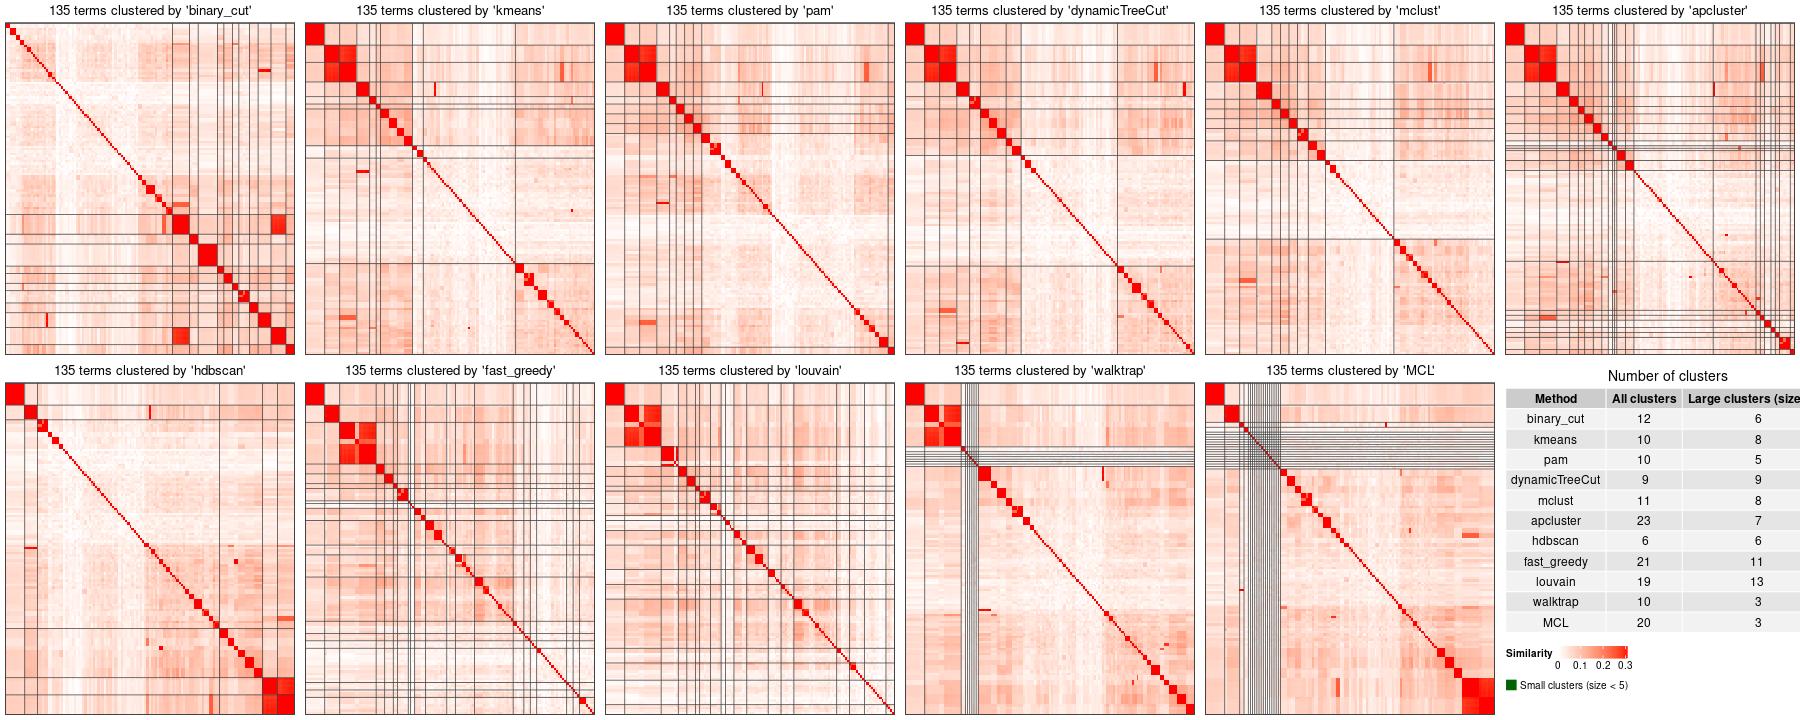 135 terms clustered by 'binary_cut'
135 terms clustered by 'kmeans'
135 terms clustered by 'pam'
135 terms clustered by 'dynamicTreeCut'
135 terms clustered by 'mclust'
135 terms clustered by 'apcluster'
135 terms clustered by 'hdbscan'
135 terms clustered by 'fast_greedy'
135 terms clustered by 'louvain'
135 terms clustered by 'walktrap'
135 terms clustered by 'MCL'
Number of clusters
Method All clusters Large clusters (size
binary_cut 12 6
kmeans 10 8
pam 10 5
dynamicTreeCut 9 9
mclust 11 8
apcluster 23 7
hdbscan 6 6
fast_greedy 21 11
louvain 19 13
walktrap 10 3
MCL 20 3
Similarity
0 0.1 0.2 0.3
Small clusters (size < 5)